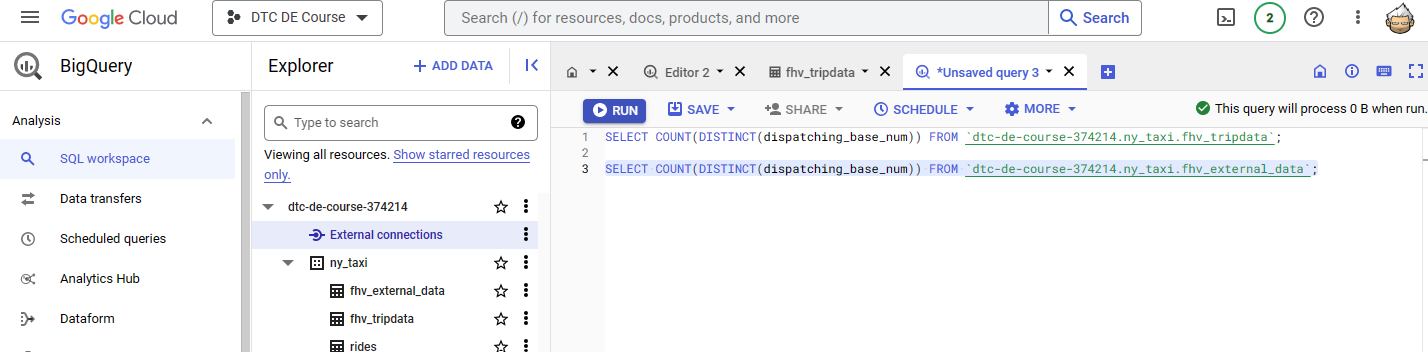 Google Cloud
DTC DE Course
Search (/) for resources, docs, products, and more
Search
2
BigQuery
Analysis
SQL workspace
Data transfers
Scheduled queries
Analytics Hub
Dataform
Explorer
+ ADD DATA
Type to search
Viewing all resources. Show starred resources
only.
dtc-de-course-374214
External connections
ny_taxi
fhv_external_data
fhv_tripdata
rides
Editor 2
fhv_tripdata
*Unsaved query 3
RUN
SAVE
SHARE
SCHEDULE
MORE
This query will process 0 B when run.
1 SELECT COUNT(DISTINCT(dispatching_base_num)) FROM `dtc-de-course-374214.ny_taxi.fhv_tripdata`;
2
3 SELECT COUNT(DISTINCT(dispatching_base_num)) FROM `dtc-de-course-374214.ny_taxi.fhv_external_data`;